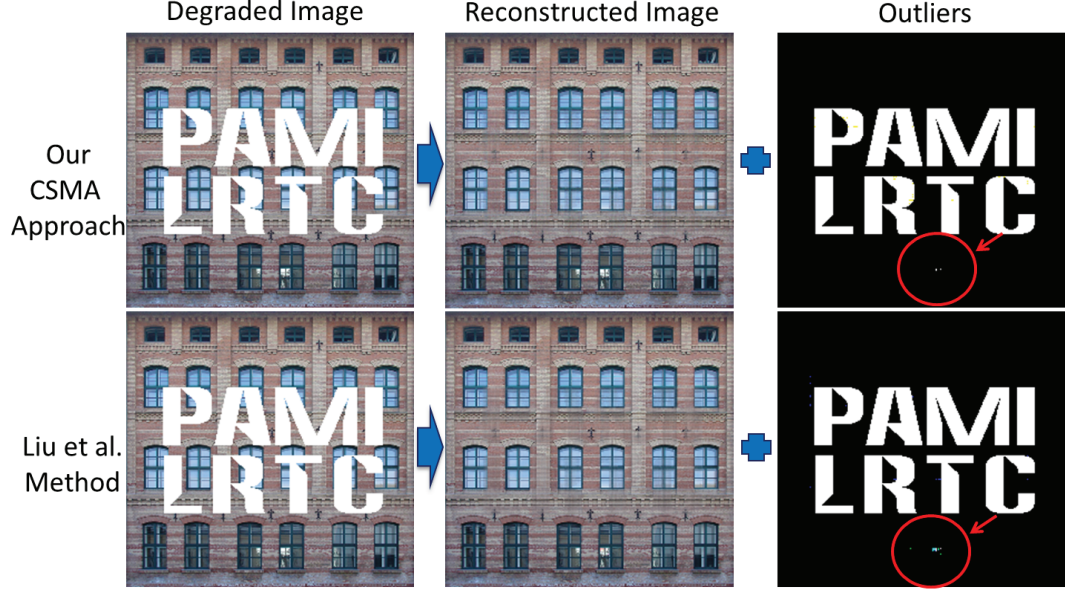 Degraded Image
Reconstructed Image
Outliers
Our
CSMA
Approach
PAMI
LRTC
PAMI
LRTC
Liu et al.
Method
PAMI
LRTC
PAMI
LRTC